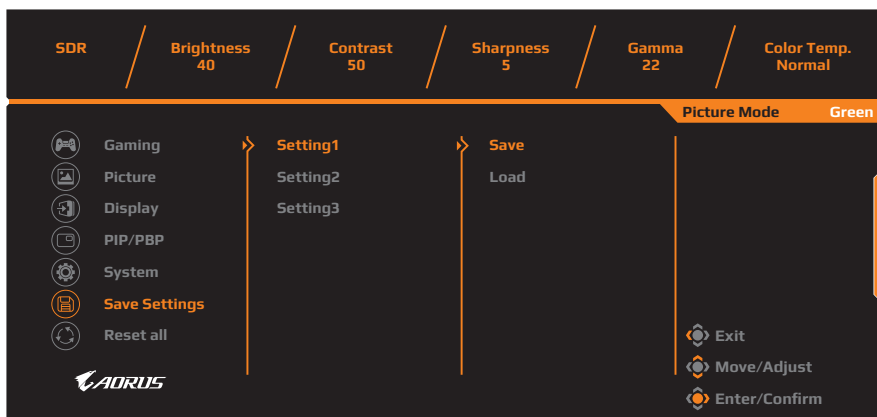 SDR
Brightness
40
Contrast
50
Sharpness
5
Gamma
22
Color Temp.
Normal
Picture Mode Green
Gaming
Picture
Display
PIP/PBP
System
Save Settings
Reset all
Setting1
Setting2
Setting3
Save
Load
Exit
Move/Adjust
Enter/Confirm
AORUS